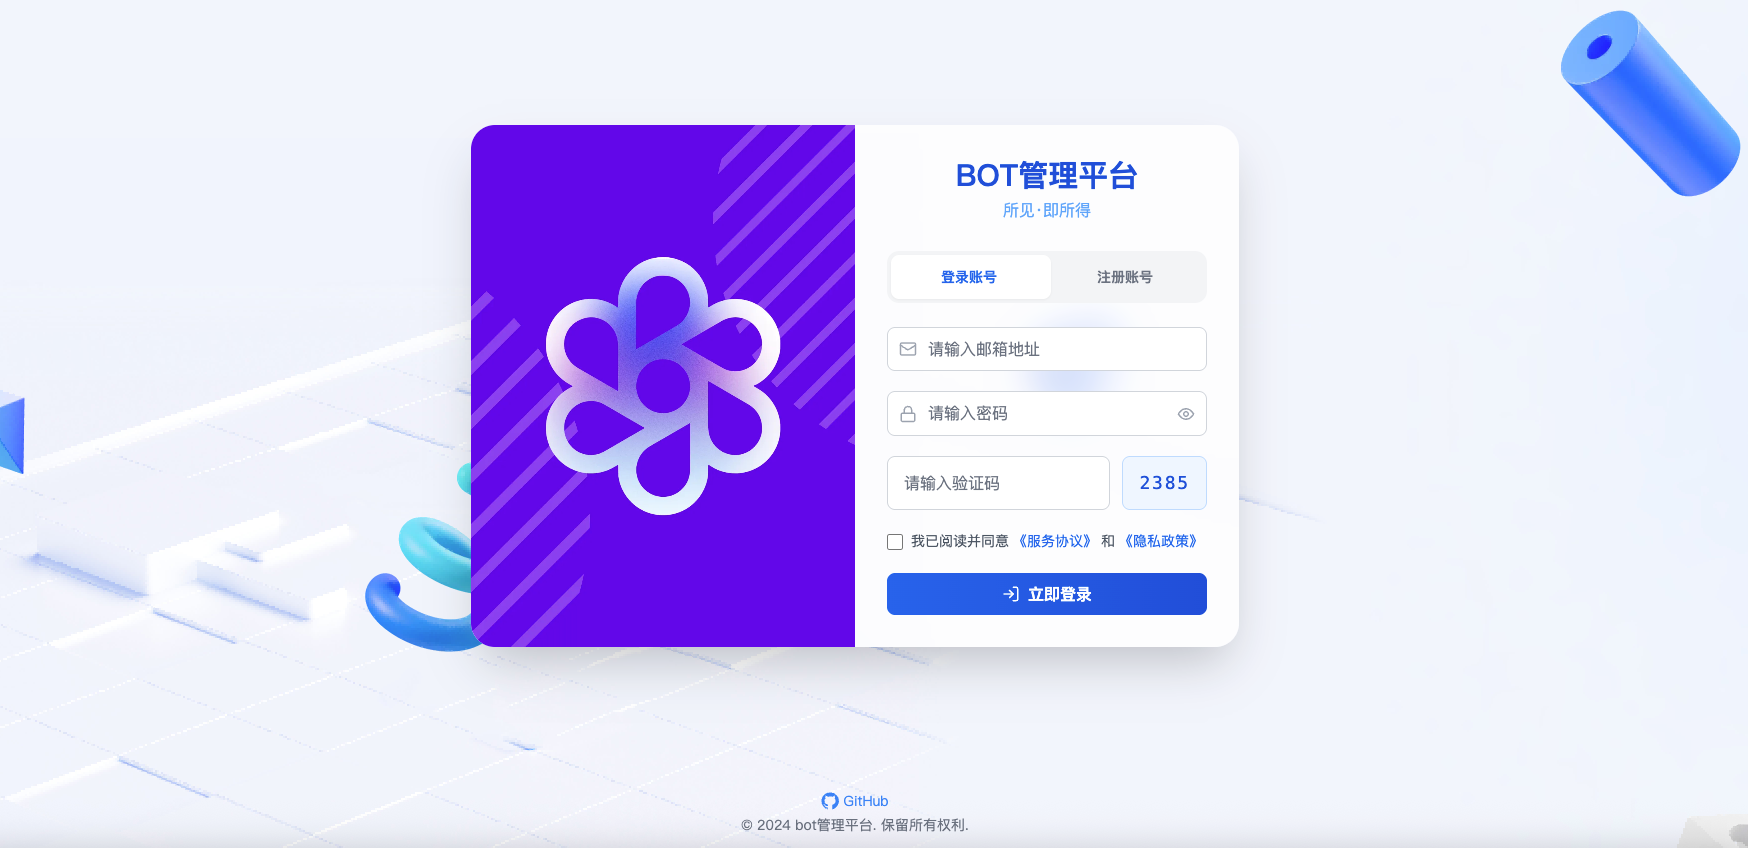 BOT管理平台
所见·即所得
登录账号 注册账号
请输入邮箱地址
请输入密码
请输入验证码 2385
我已阅读并同意 《服务协议》 和 《隐私政策》
立即登录
GitHub
© 2024 bot管理平台. 保留所有权利.